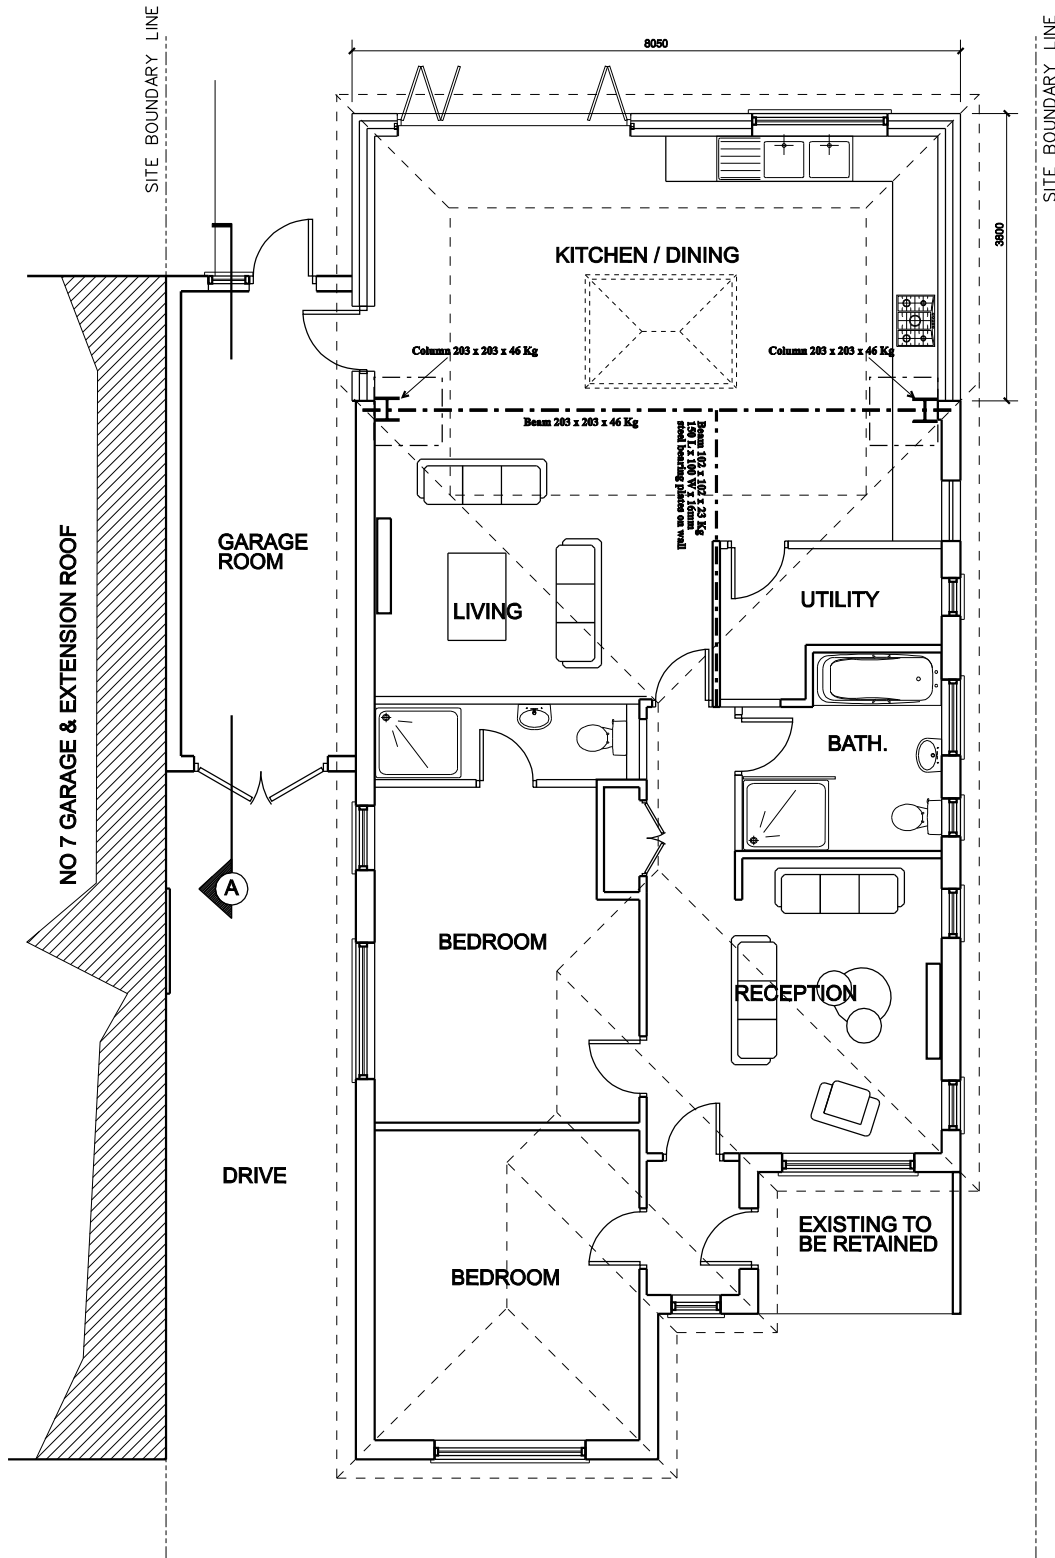 SITE BOUNDARY LINE
SITE BOUNDARY LINE
8050
3800
KITCHEN / DINING
Column 203 x 203 x 46 Kg
Column 203 x 203 x 46 Kg
Beam 203 x 203 x 46 Kg
Beam 102 x 102 x 23 Kg
150 L x 100 W x 16mm
steel bearing plates on wall
GARAGE
ROOM
LIVING
UTILITY
NO 7 GARAGE & EXTENSION ROOF
BATH.
A
BEDROOM
RECEPTION
DRIVE
EXISTING TO
BE RETAINED
BEDROOM